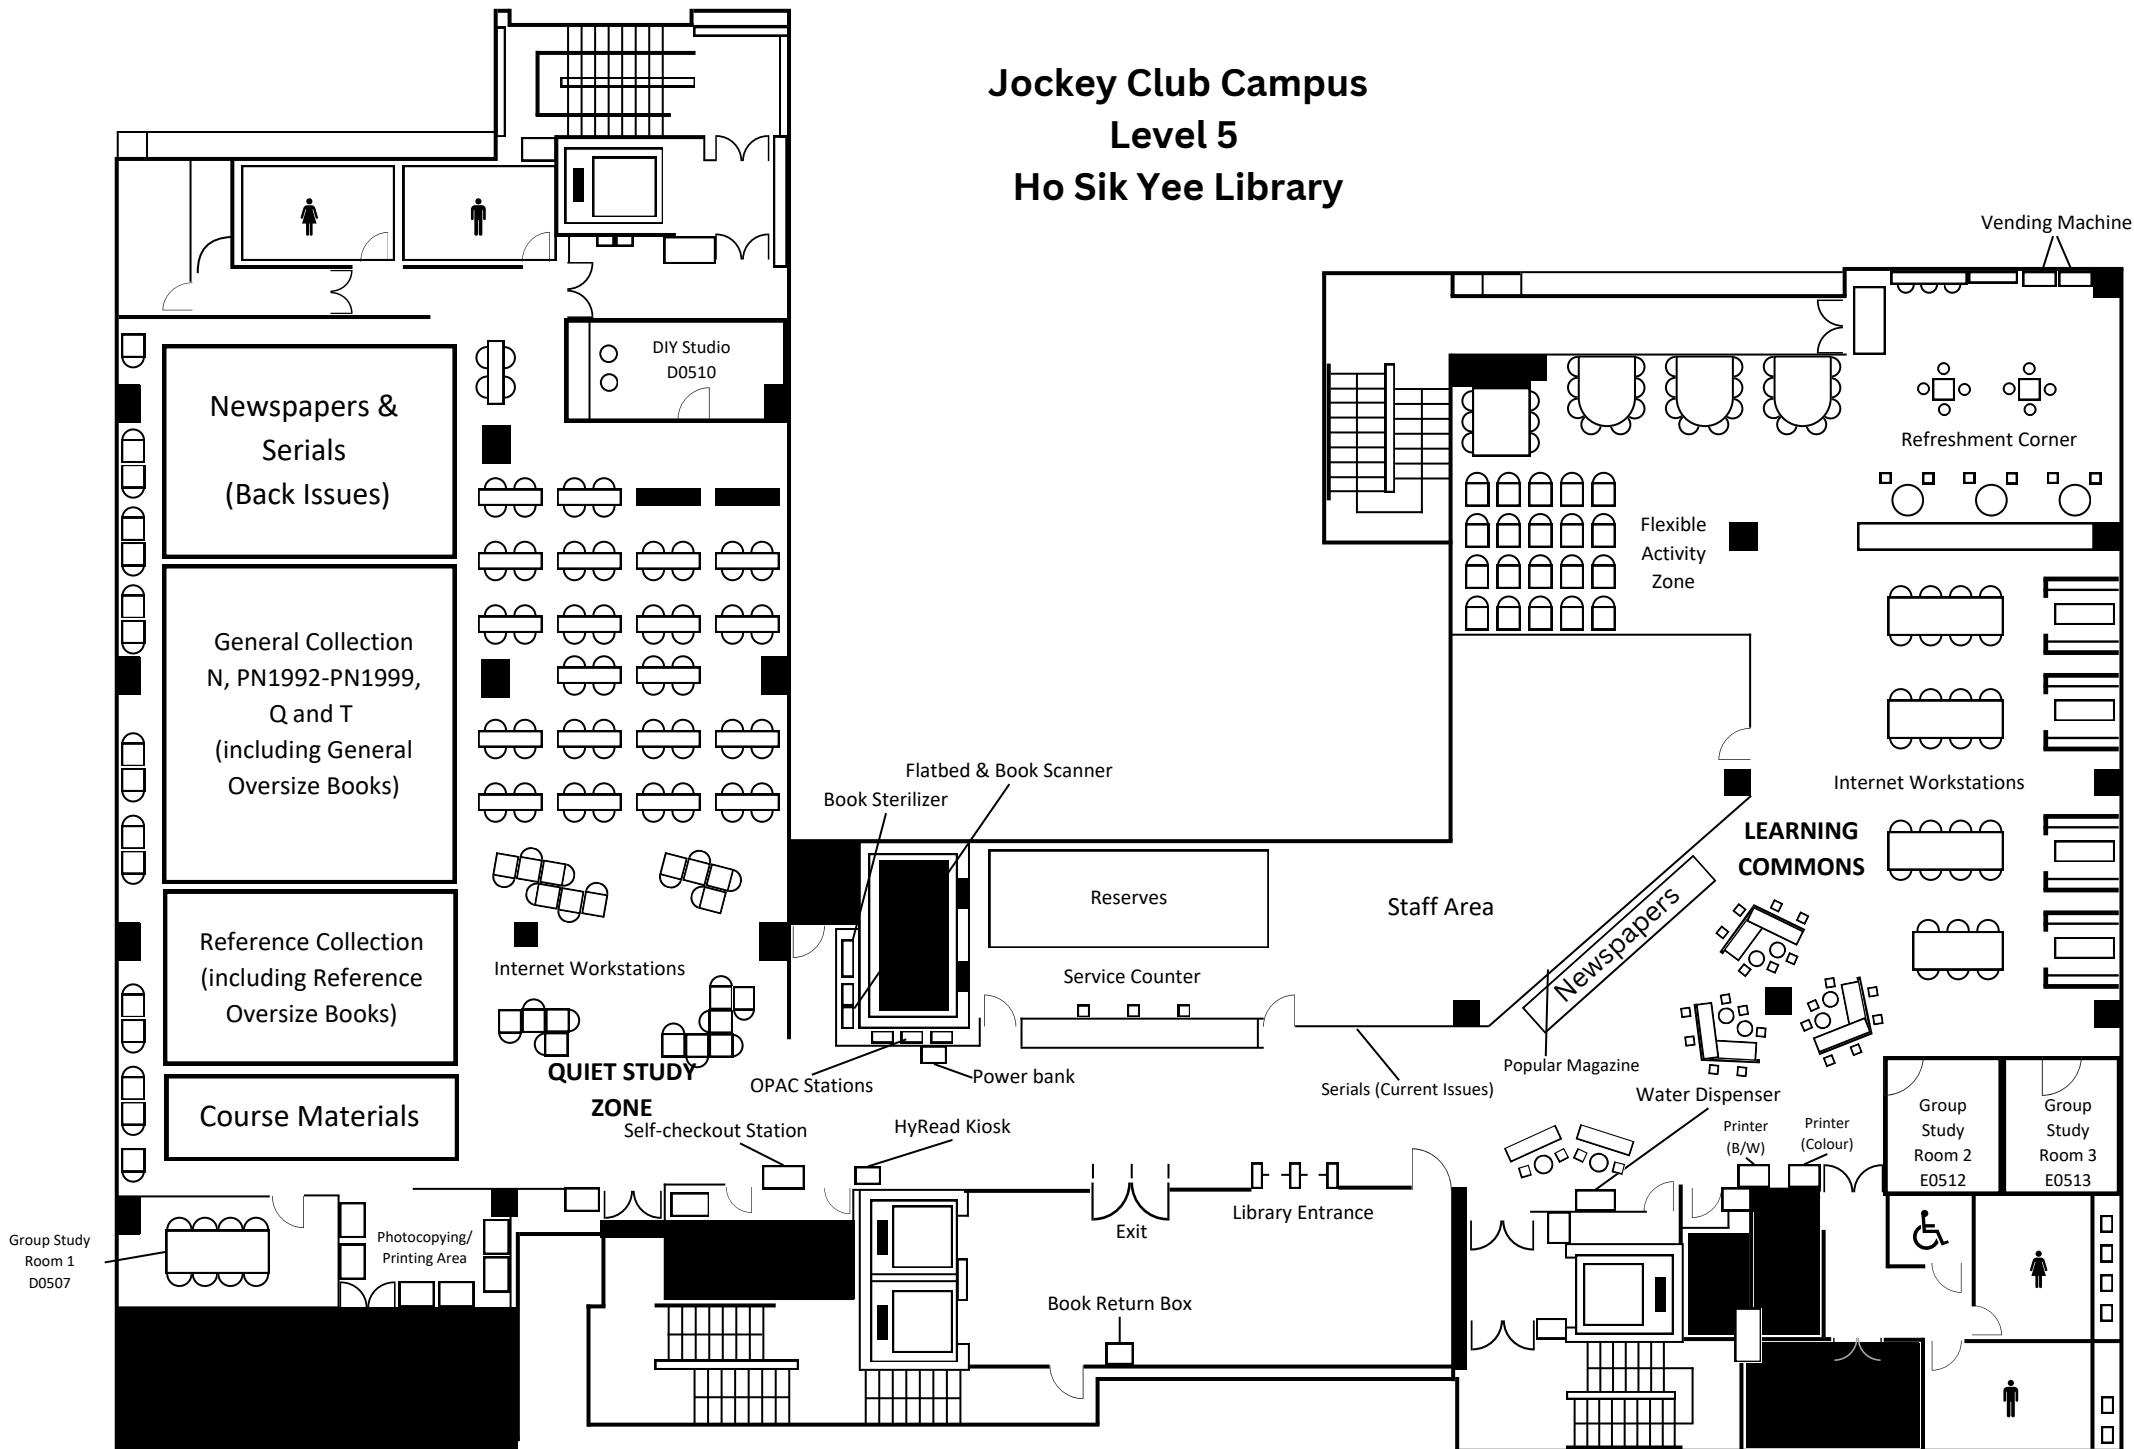 Jockey Club Campus
Level 5
Ho Sik Yee Library
Vending Machine
DIY Studio
D0510
Newspapers &
Serials
(Back Issues)
Refreshment Corner
Flexible
Activity
Zone
General Collection
N, PN1992-PN1999,
Q and T
(including General
Oversize Books)
Flatbed & Book Scanner
Book Sterilizer
Internet Workstations
LEARNING
COMMONS
Reserves
Staff Area
Newspapers
Reference Collection
(including Reference
Oversize Books)
Internet Workstations
Service Counter
QUIET STUDY
ZONE
OPAC Stations
Power bank
Serials (Current Issues)
Popular Magazine
Water Dispenser
Course Materials
Self-checkout Station
HyRead Kiosk
Printer
(B/W)
Printer
(Colour)
Group
Study
Room 2
E0512
Group
Study
Room 3
E0513
Exit
Library Entrance
Group Study
Room 1
D0507
Photocopying/
Printing Area
Book Return Box